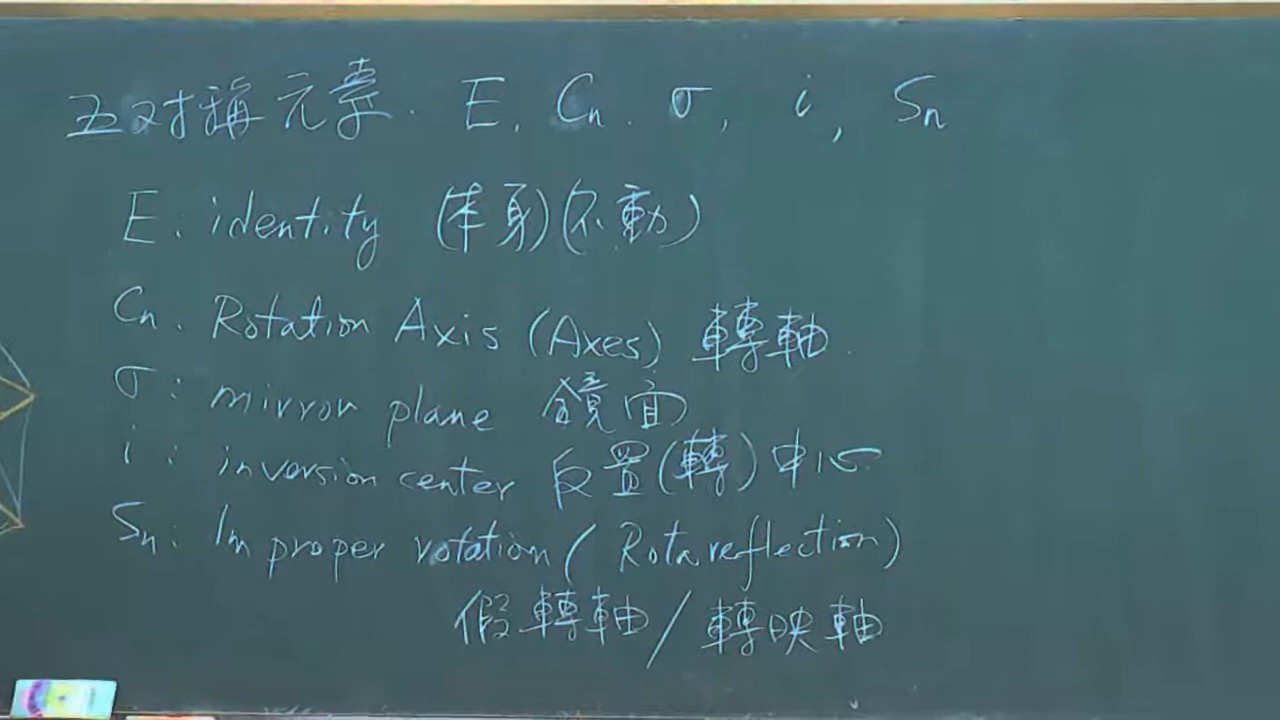 五对稱元素. E, Cn. σ, i, Sn
E: identity (本身)(不動)
Cn. Rotation Axis (Axes) 轉軸.
σ: mirror plane 鏡面
i: inversion center 反置(轉)中心
Sn: Improper rotation (Rotareflection)
假轉軸/轉映軸